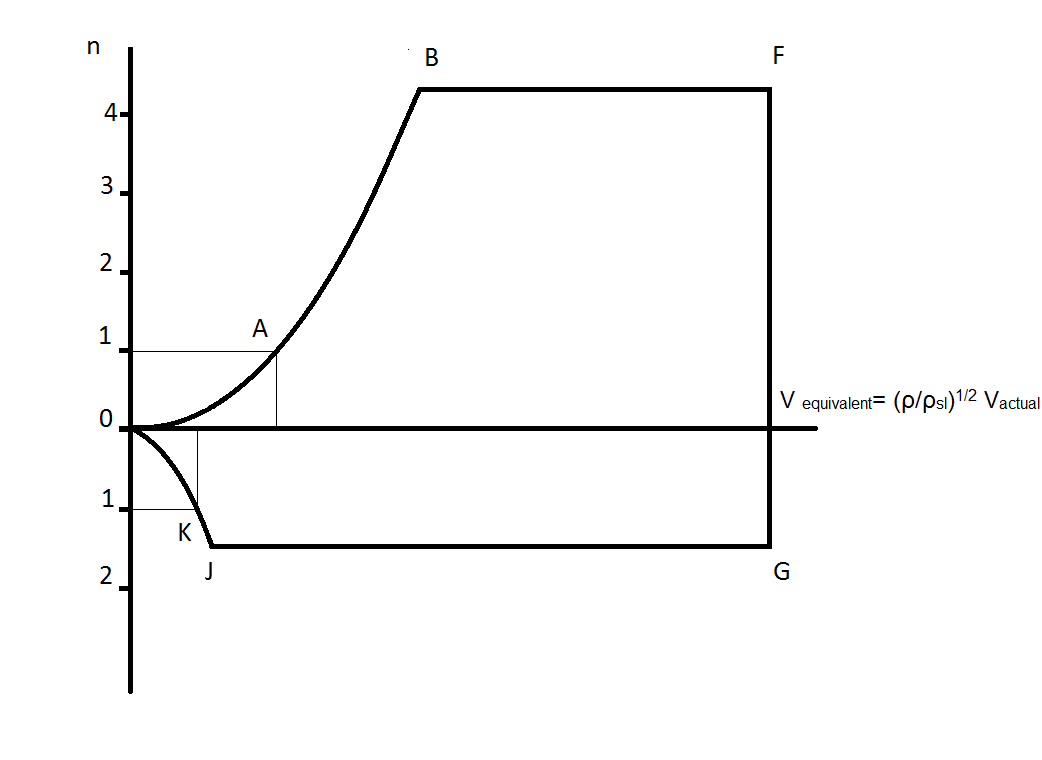 n
B
F
4
3
2
1
A
V equivalent= (ρ/ρsl)1/2 Vactual
0
1
K
J
G
2